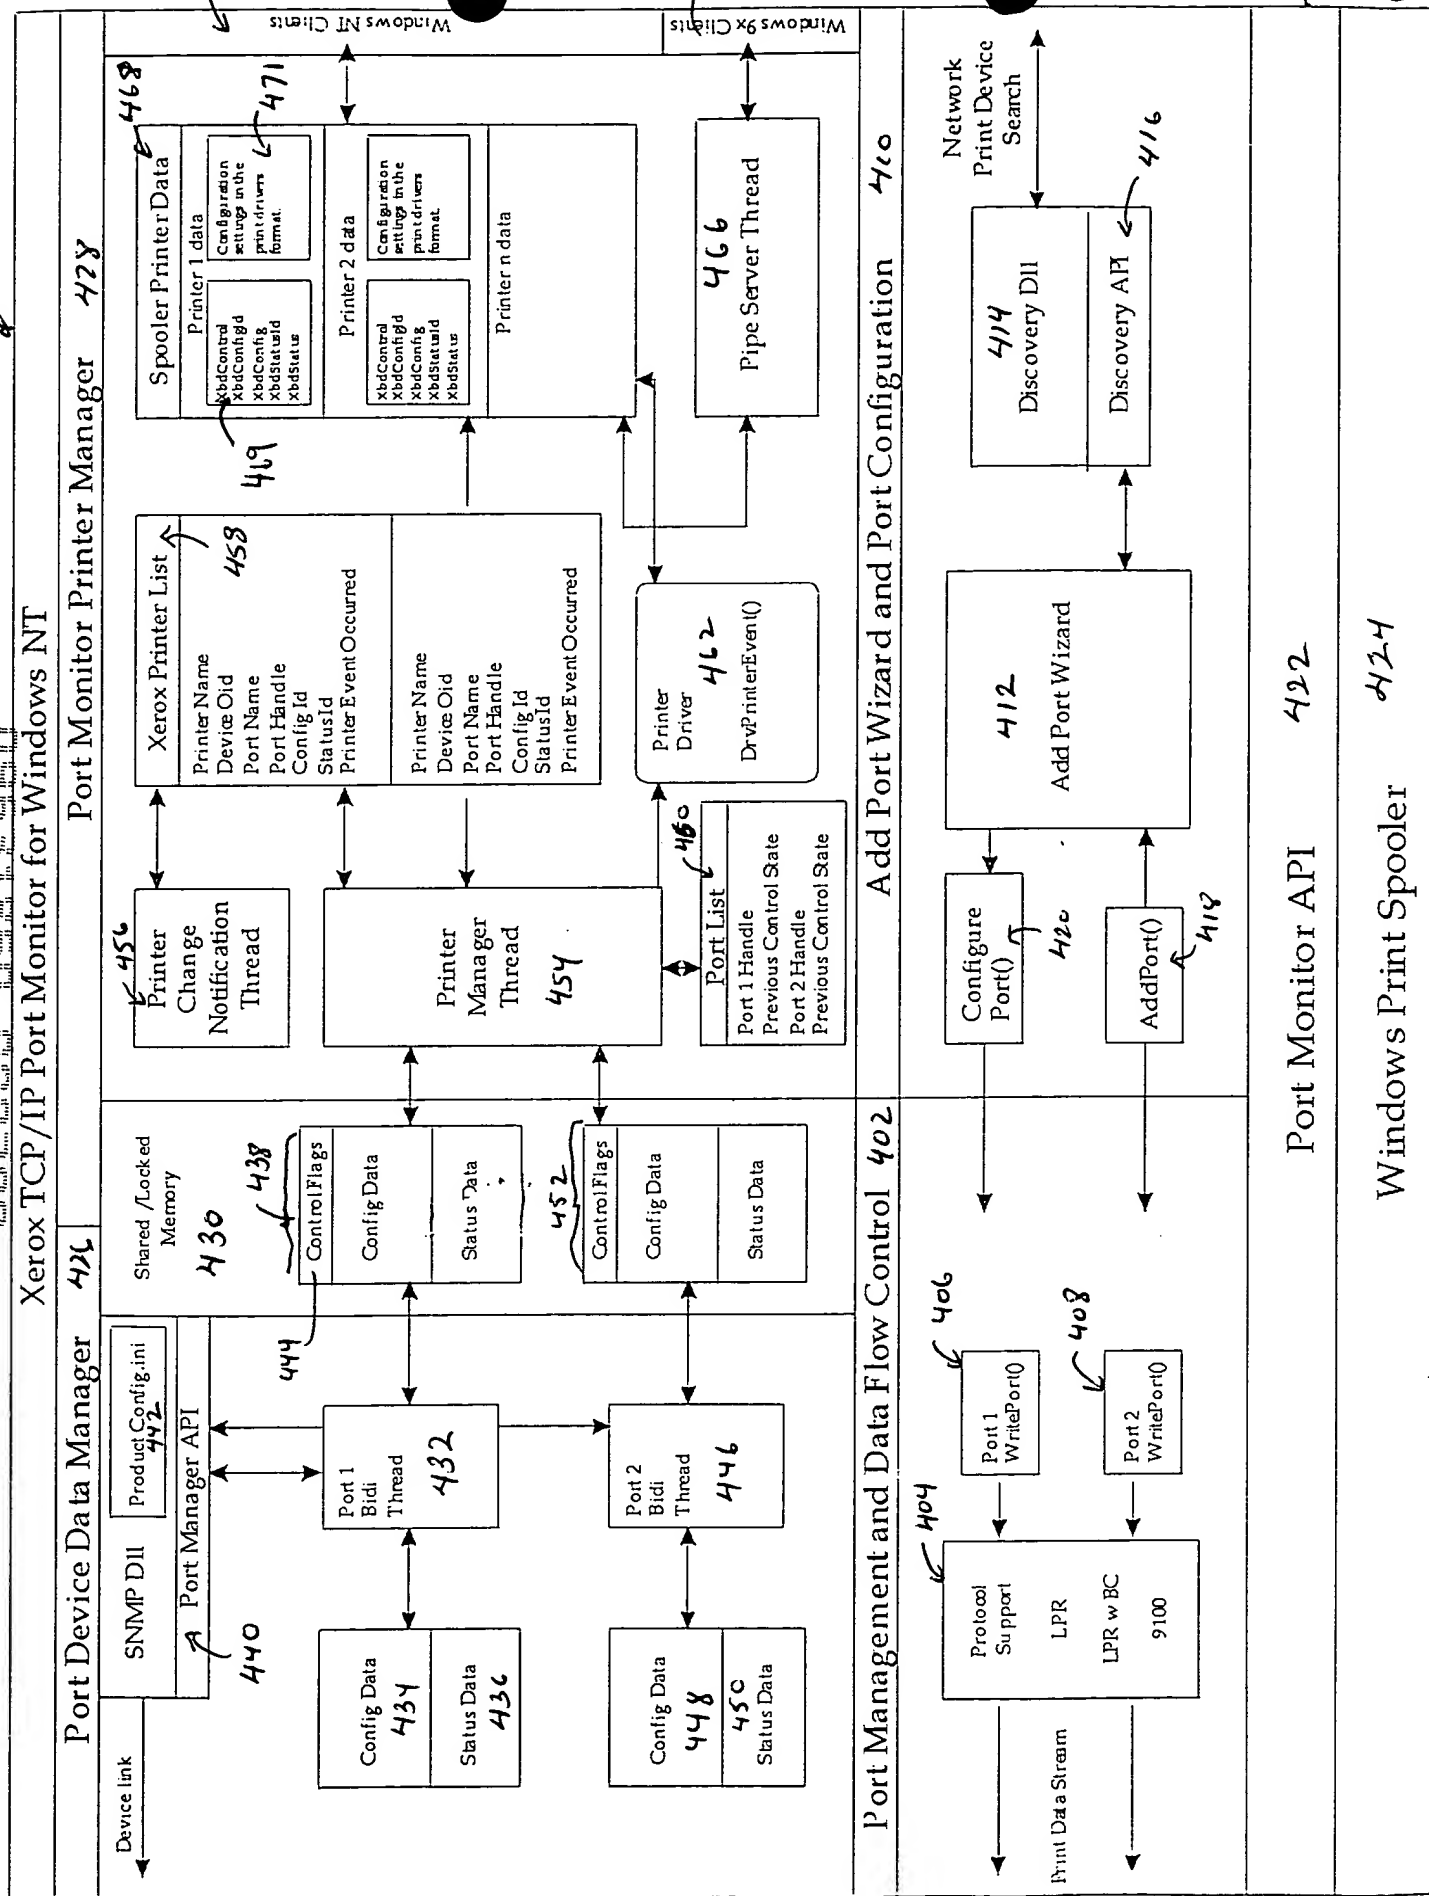 Xerox TCP/IP Port Monitor for Windows NT
Port Device Data Manager 426
Port Monitor Printer Manager 428
Device link
SNMP Dll
Product Config.ini
442
Port Manager API
440
Shared /Locked
Memory
430
Config Data
434
Status Data
436
Port 1
Bidi
Thread
432
444
438
Control Flags
Config Data
Status Data
Config Data
448
450
Status Data
Port 2
Bidi
Thread
446
452
Control Flags
Config Data
Status Data
456
Printer
Change
Notification
Thread
Printer
Manager
Thread
454
460
Port List
Port 1 Handle
Previous Control State
Port 2 Handle
Previous Control State
Xerox Printer List
458
Printer Name
Device Oid
Port Name
Port Handle
Config Id
Status Id
Printer Event Occurred
Printer Name
Device Oid
Port Name
Port Handle
Config Id
Status Id
Printer Event Occurred
Printer
Driver
462
DrvPrinterEvent()
468
Spooler Printer Data
Printer 1 data
469
XbdControl
XbdConfigId
XbdConfig
XbdStatusId
XbdStatus
Configuration
settings in the
print drivers
format.
471
Printer 2 data
XbdControl
XbdConfigId
XbdConfig
XbdStatusId
XbdStatus
Configuration
settings in the
print drivers
format.
Printer n data
466
Pipe Server Thread
Windows NT Clients
Windows 9x Clients
Port Management and Data Flow Control 402
Print Data Stream
404
Protocol
Support
LPR
LPR w BC
9100
406
Port 1
WritePort()
408
Port 2
WritePort()
Add Port Wizard and Port Configuration 410
Configure
Port()
420
AddPort()
418
412
Add Port Wizard
414
Discovery Dll
Discovery API
416
Network
Print Device
Search
Port Monitor API 422
Windows Print Spooler 424